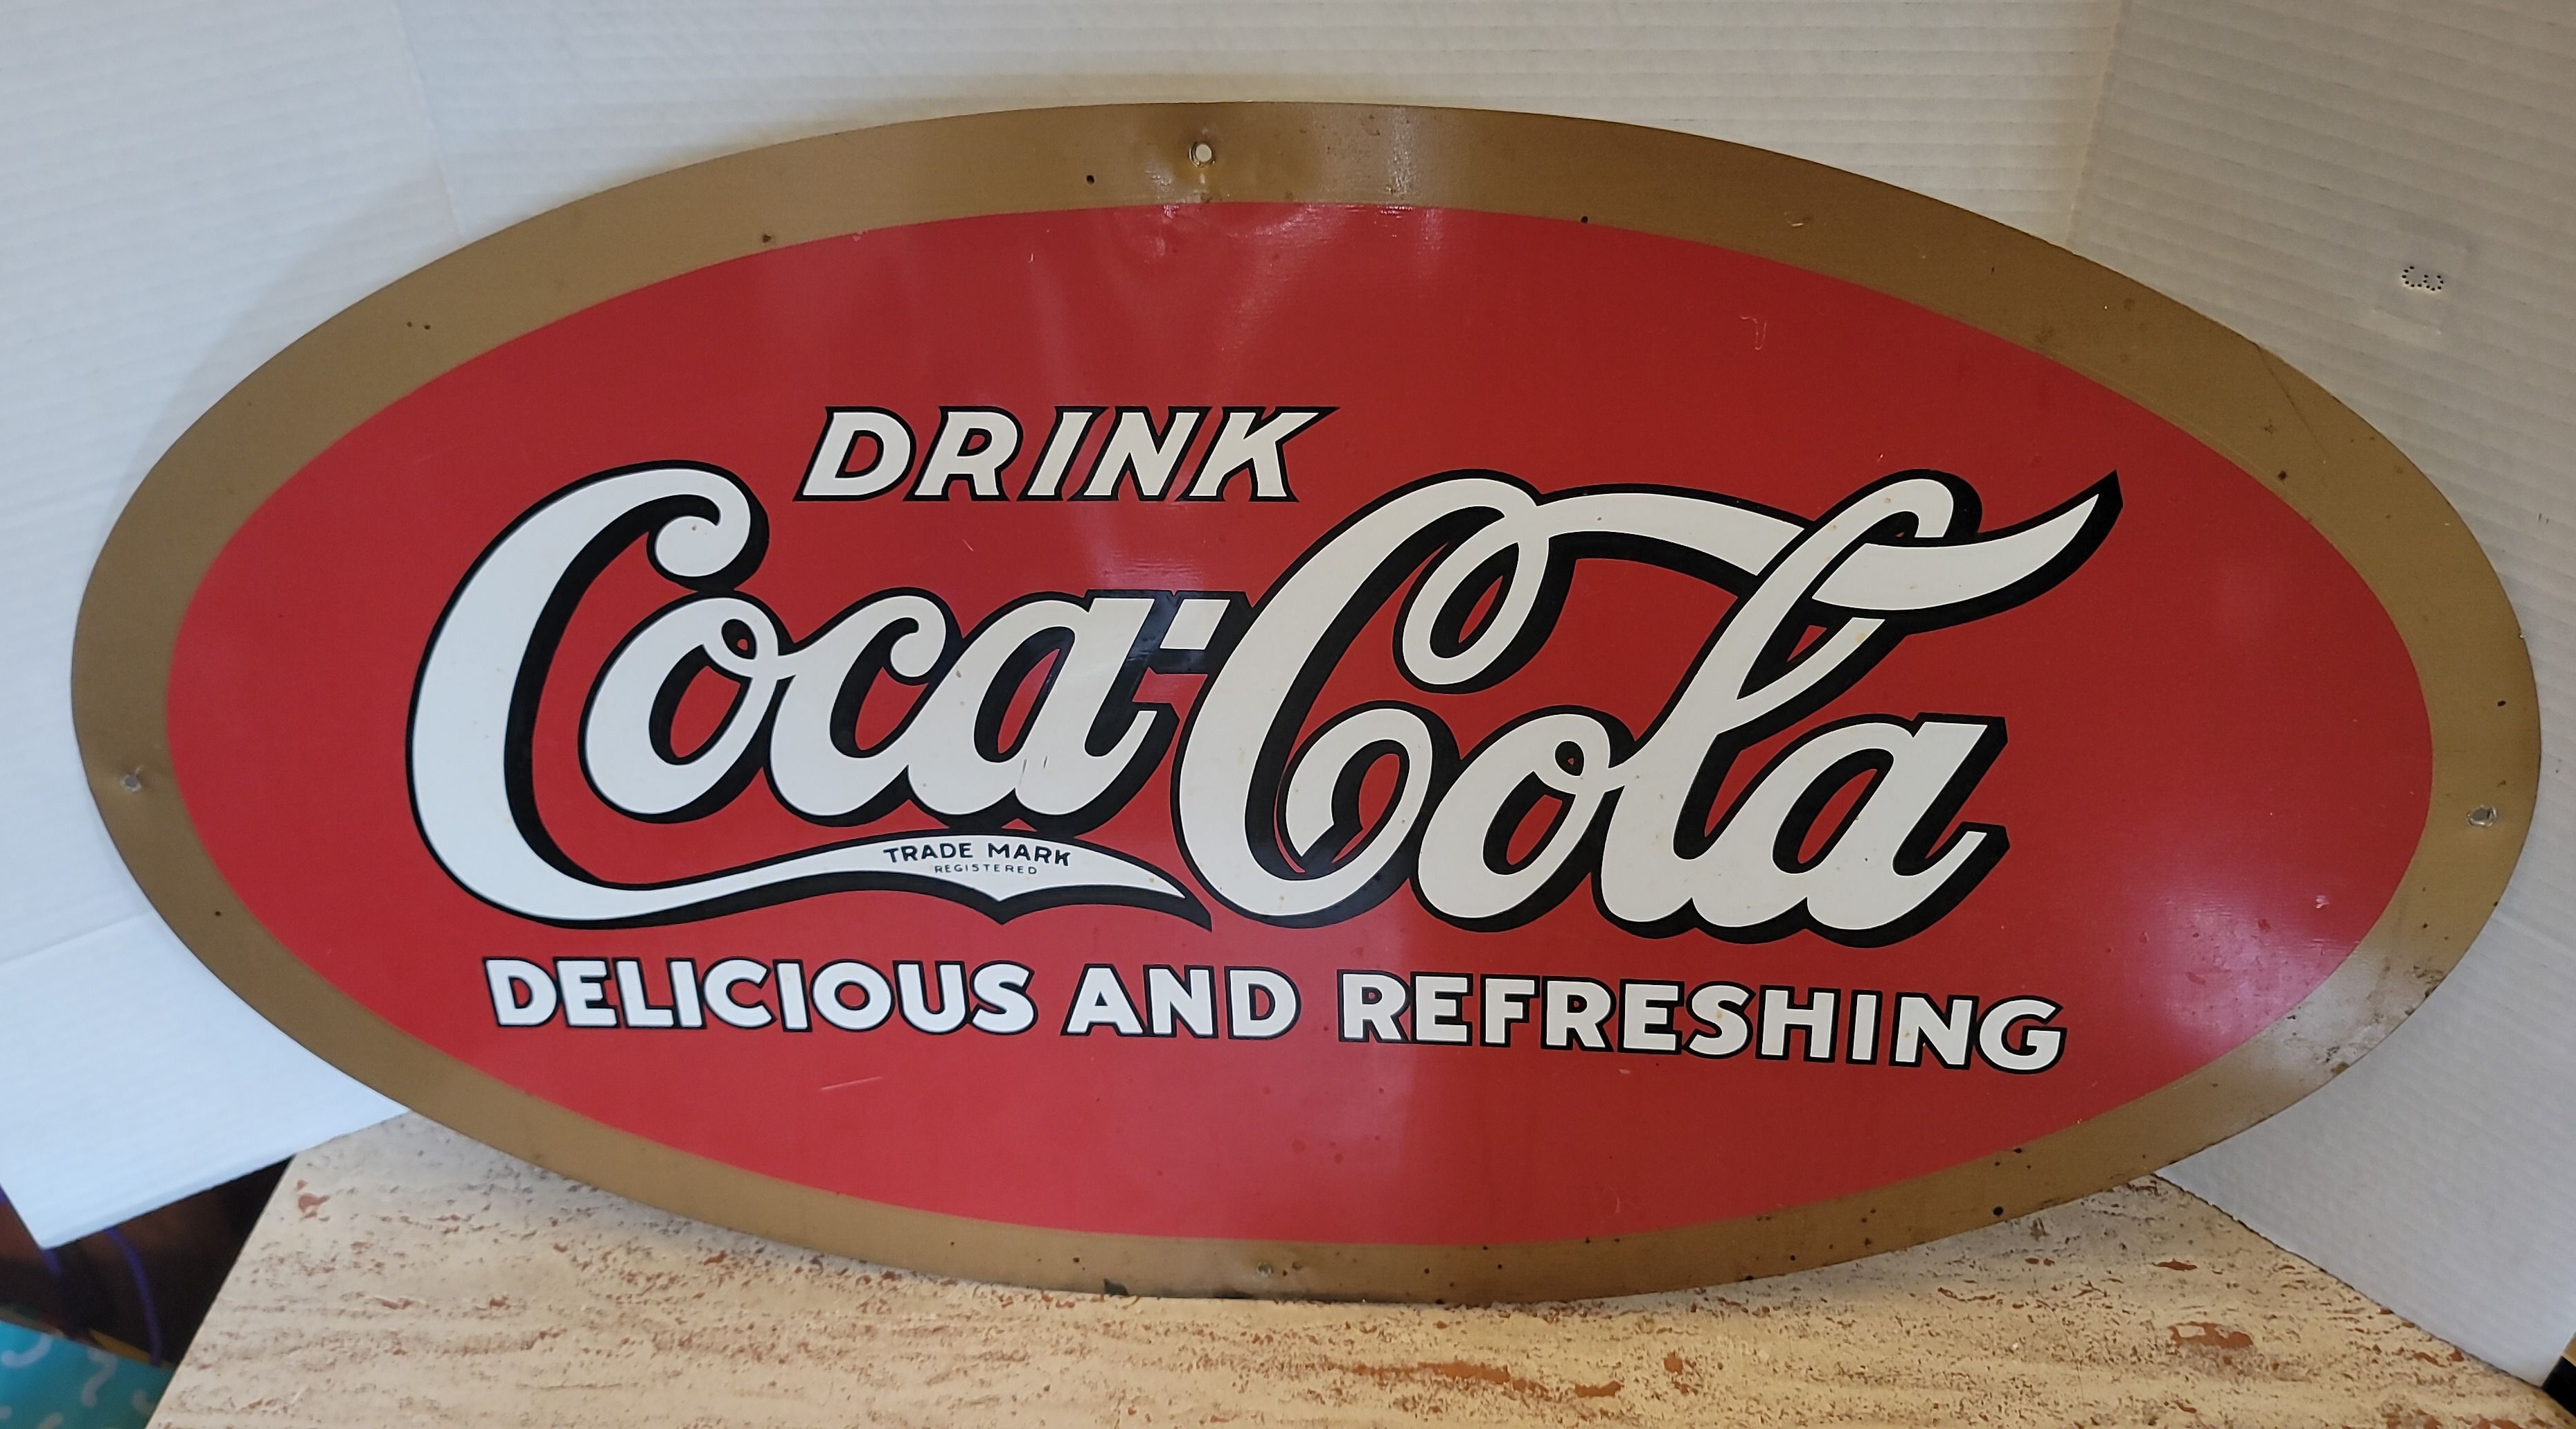 DRINK
Coca-Cola
TRADE MARK
REGISTERED
DELICIOUS AND REFRESHING